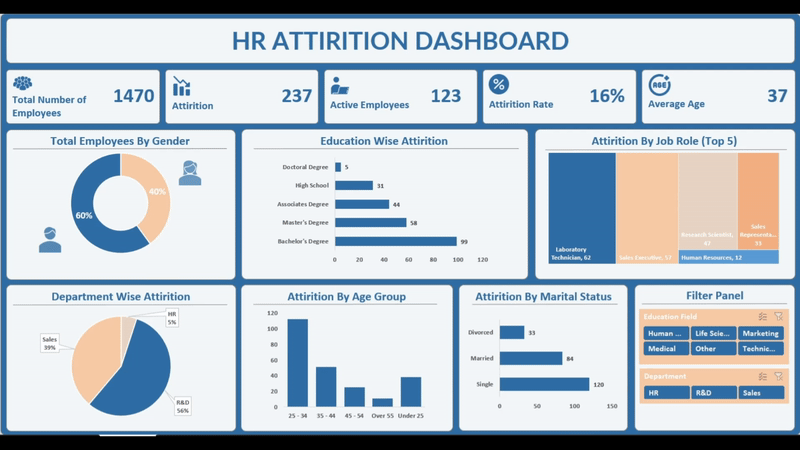 HR ATTIRITION DASHBOARD
Total Number of
Employees
1470
Attirition
237
Active Employees
123
%
Attirition Rate
16%
AGE
Average Age
37
Total Employees By Gender
40%
60%
Education Wise Attirition
Doctoral Degree
5
High School
31
Associates Degree
44
Master's Degree
58
Bachelor's Degree
99
0 20 40 60 80 100 120
Attirition By Job Role (Top 5)
Laboratory
Technician, 62
Sales Executive, 57
Research Scientist,
47
Sales
Representa...
33
Human Resources, 12
Department Wise Attirition
HR
5%
Sales
39%
R&D
56%
Attirition By Age Group
120
100
80
60
40
20
0
25 - 34 35 - 44 45 - 54 Over 55 Under 25
Attirition By Marital Status
Divorced
33
Married
84
Single
120
0 50 100 150
Filter Panel
Education Field
Human ... Life Scie... Marketing
Medical Other Technic...
Department
HR R&D Sales